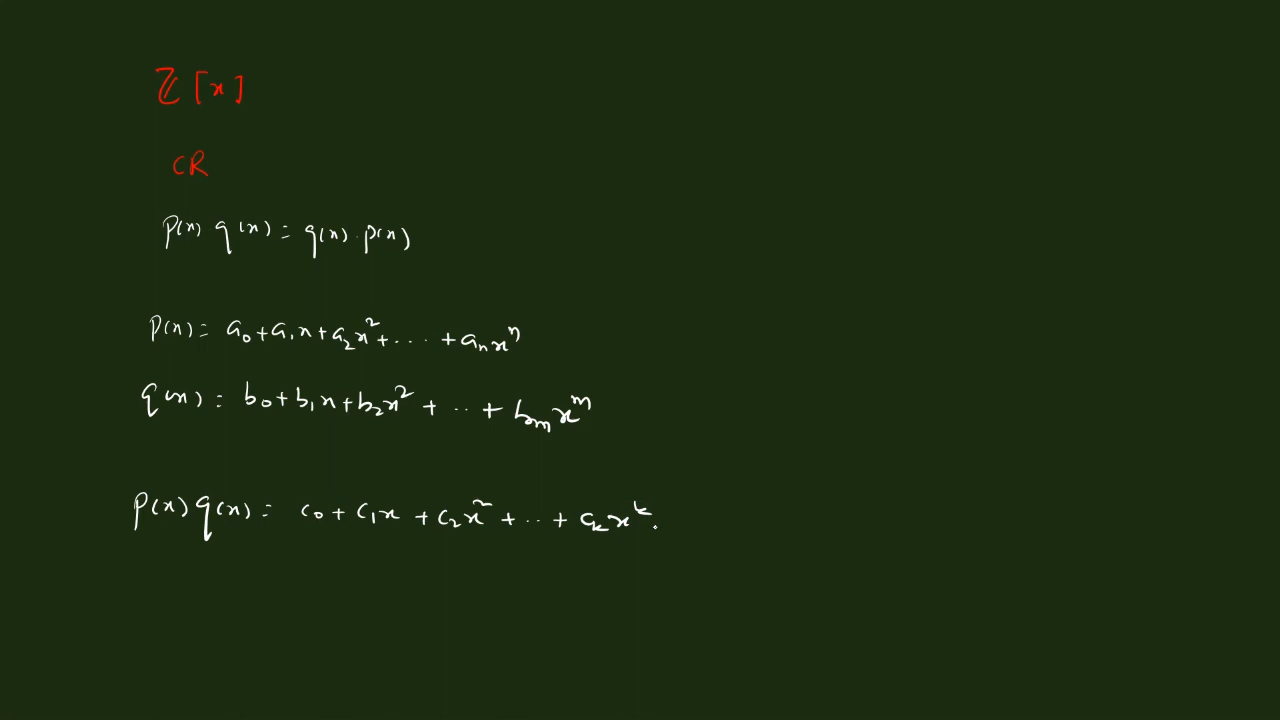 ℤ[x]
CR
p(x) q(x) = q(x) · p(x)
p(x) = a₀ + a₁x + a₂x² + .... + aₙxⁿ
q(x) = b₀ + b₁x + b₂x² + ... + bₘxᵐ
p(x) q(x) = c₀ + c₁x + c₂x² + ... + cₖxᵏ.